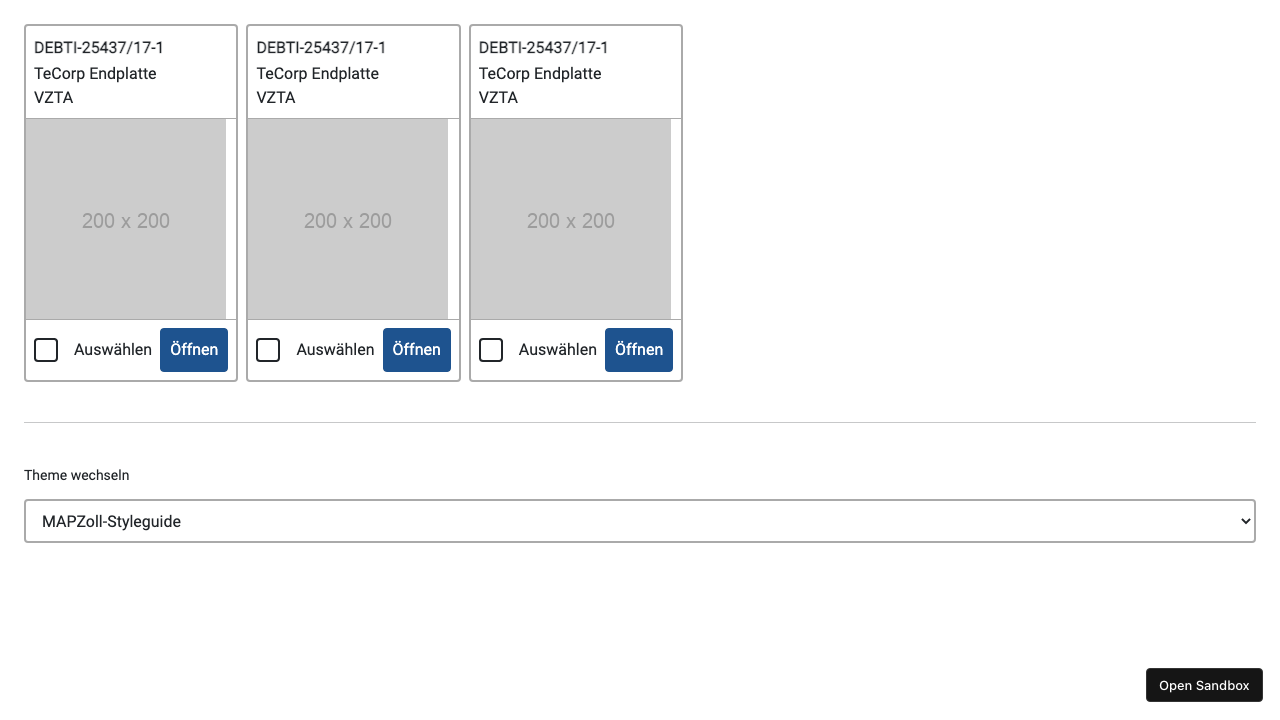 DEBTI-25437/17-1
TeCorp Endplatte
VZTA
200 x 200
Auswählen Öffnen
DEBTI-25437/17-1
TeCorp Endplatte
VZTA
200 x 200
Auswählen Öffnen
DEBTI-25437/17-1
TeCorp Endplatte
VZTA
200 x 200
Auswählen Öffnen
Theme wechseln
MAPZoll-Styleguide
Open Sandbox